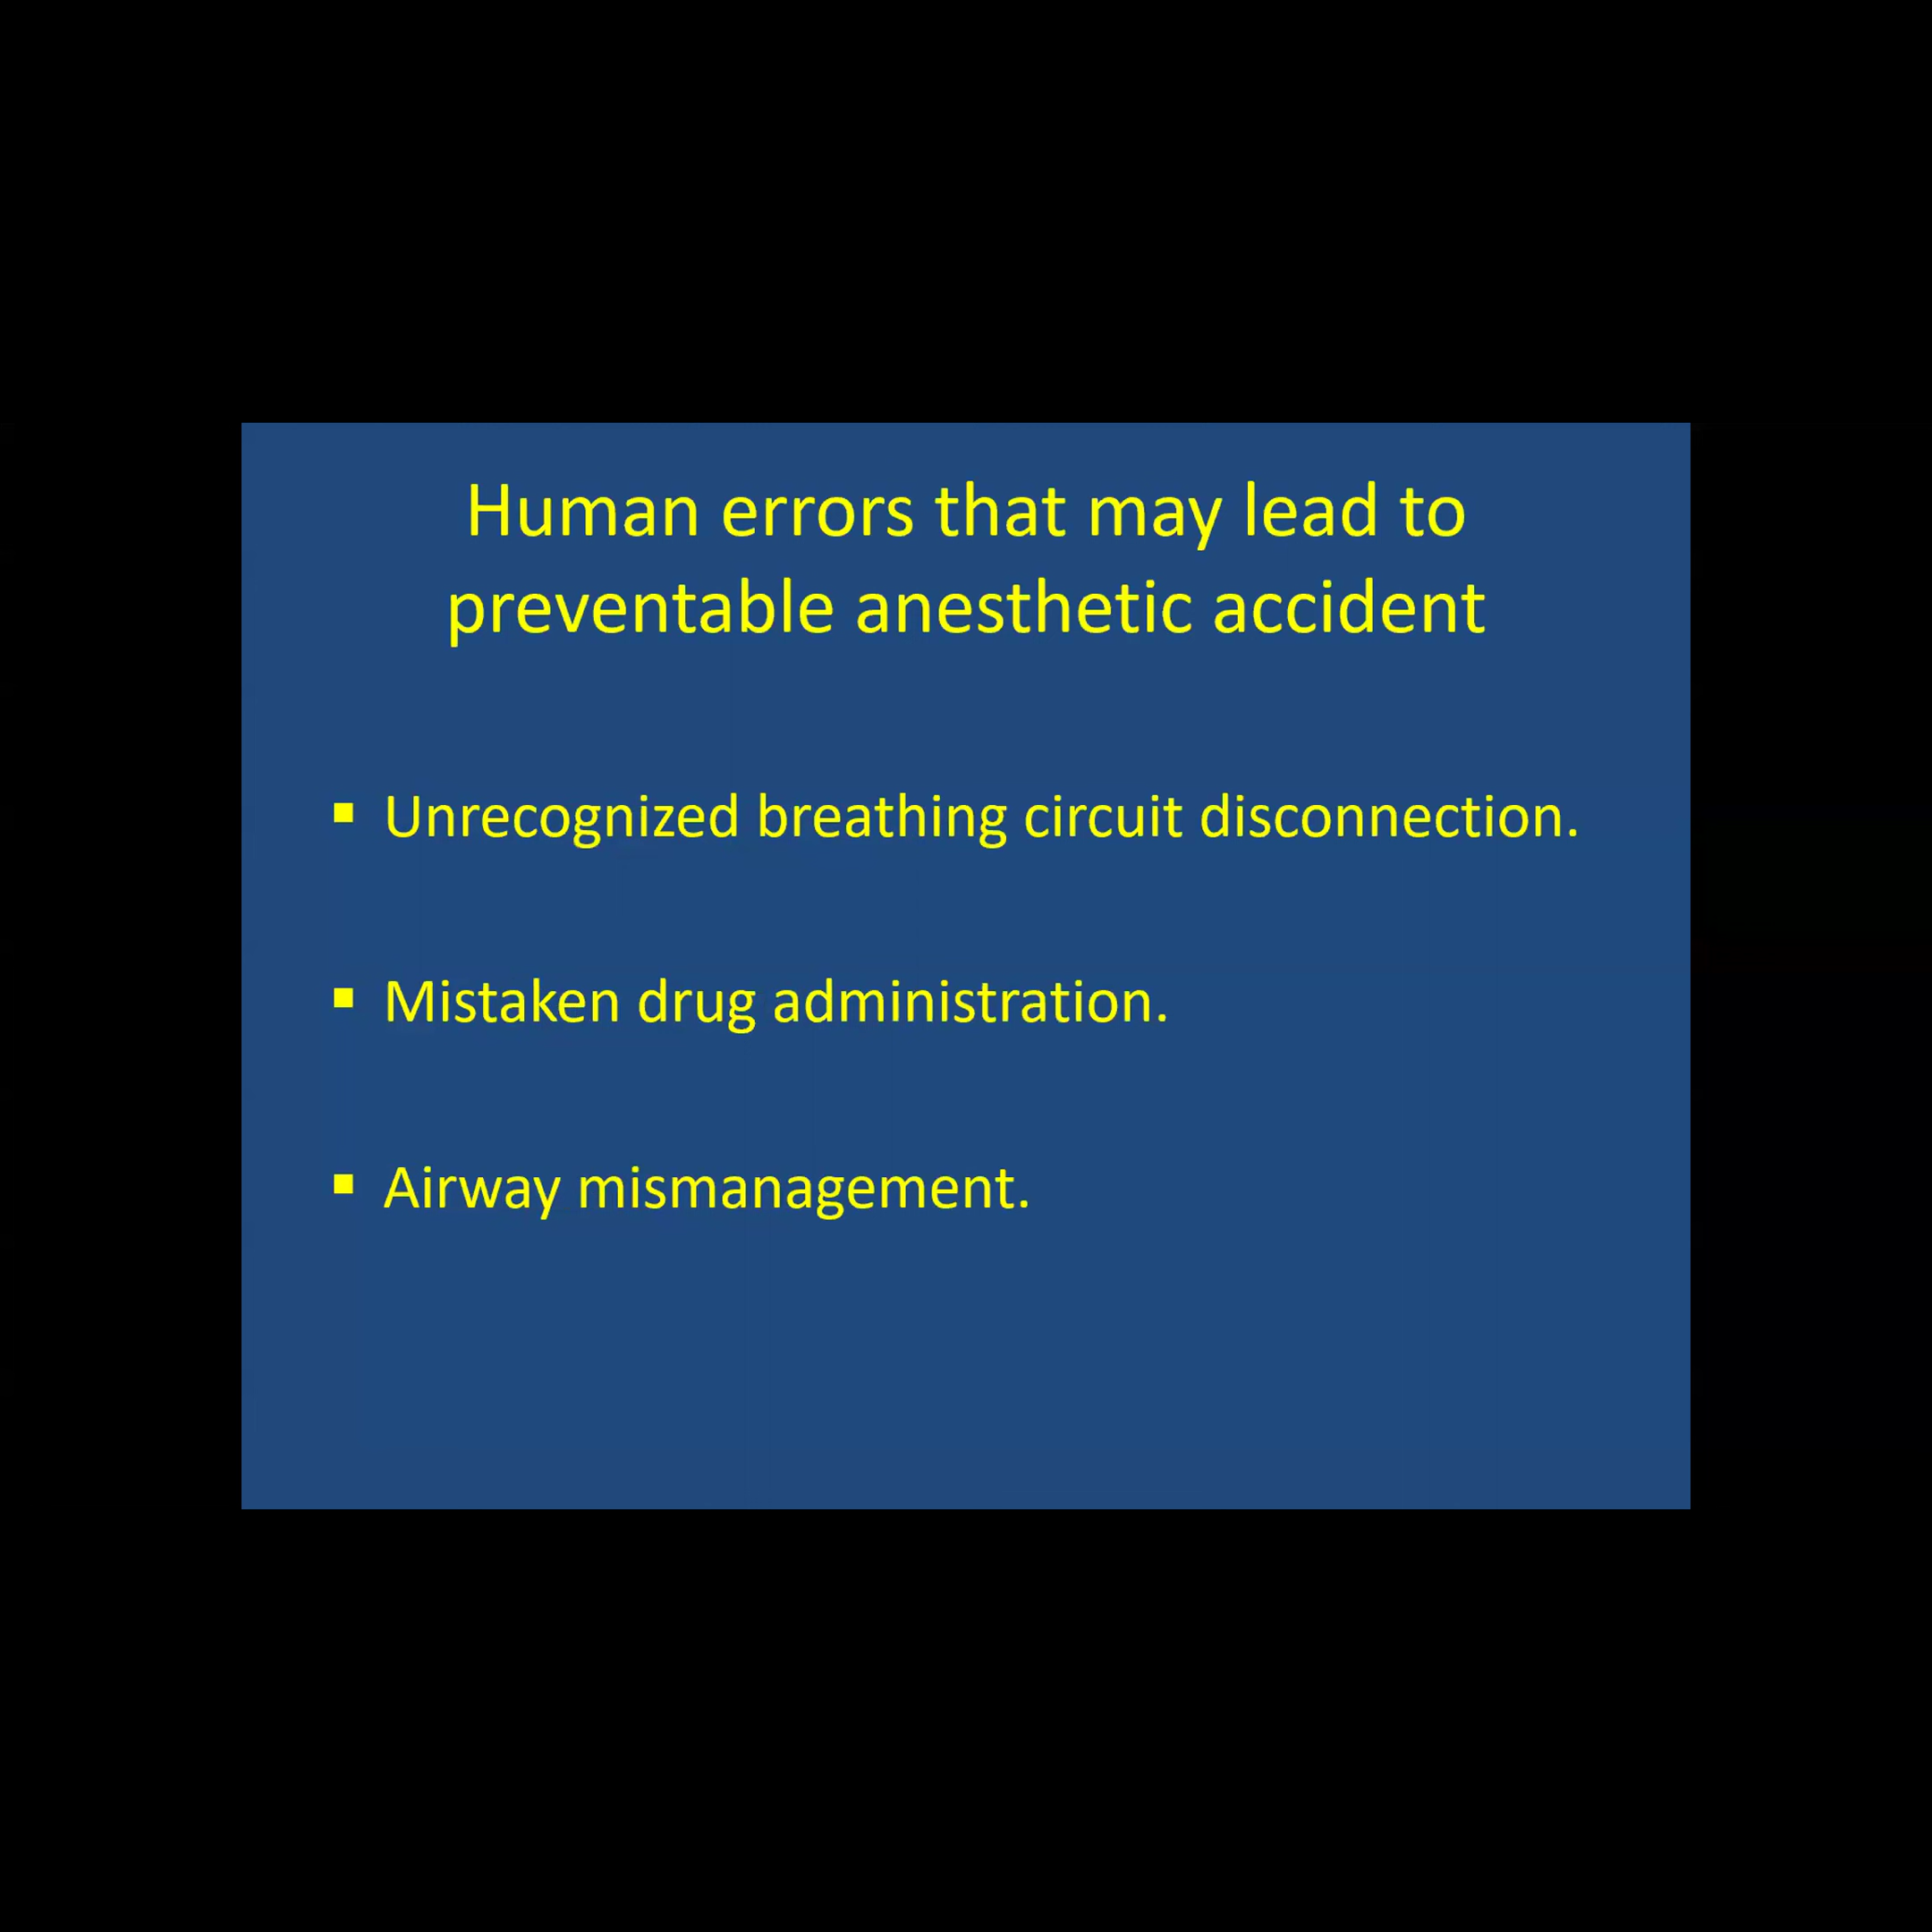 Human errors that may lead to
preventable anesthetic accident
▪ Unrecognized breathing circuit disconnection.
▪ Mistaken drug administration.
▪ Airway mismanagement.